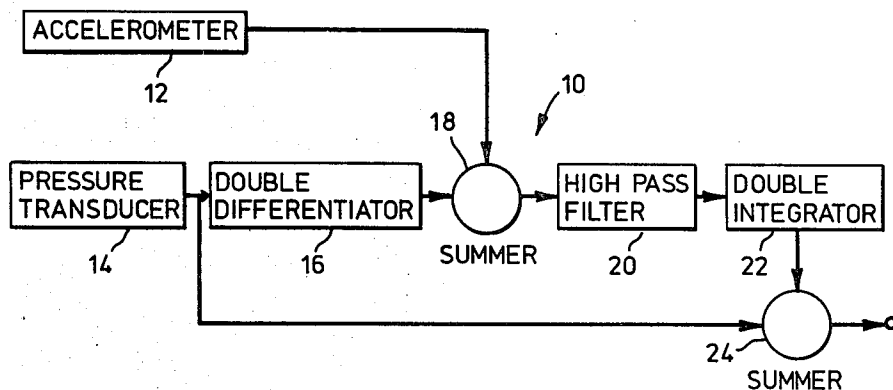 ACCELEROMETER
12
10
18
PRESSURE
TRANSDUCER
14
DOUBLE
DIFFERENTIATOR
16
SUMMER
HIGH PASS
FILTER
20
DOUBLE
INTEGRATOR
22
24
SUMMER